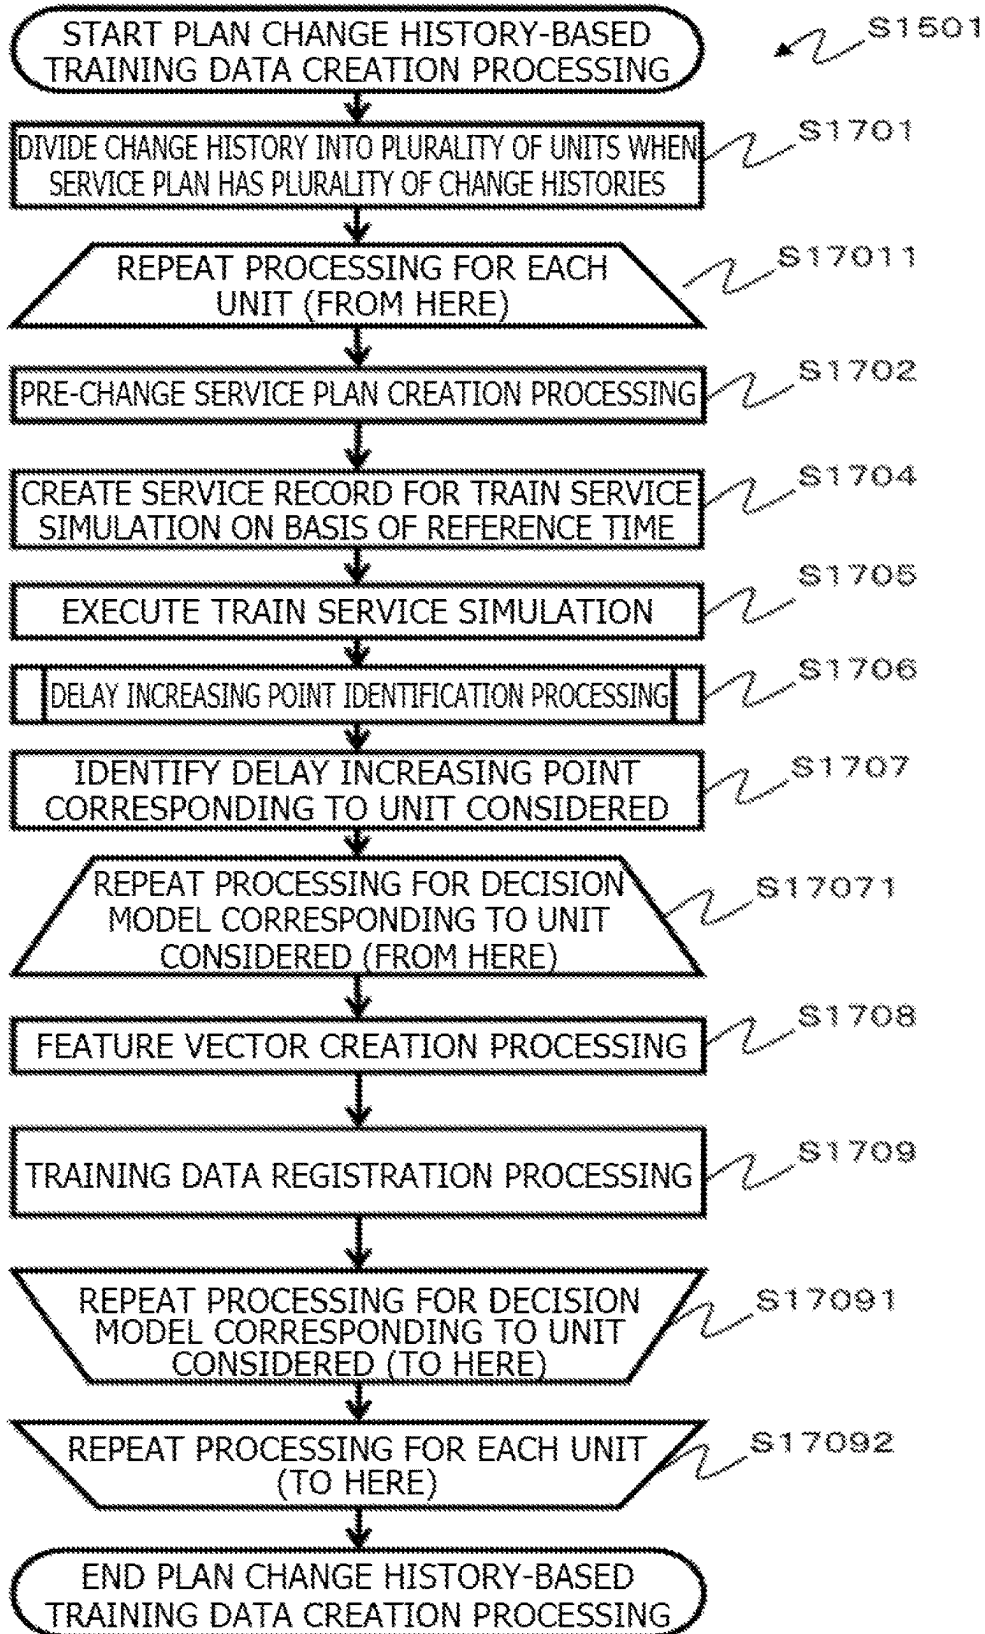 START PLAN CHANGE HISTORY-BASED
TRAINING DATA CREATION PROCESSING
S1501
DIVIDE CHANGE HISTORY INTO PLURALITY OF UNITS WHEN
SERVICE PLAN HAS PLURALITY OF CHANGE HISTORIES
S1701
REPEAT PROCESSING FOR EACH
UNIT (FROM HERE)
S17011
PRE-CHANGE SERVICE PLAN CREATION PROCESSING
S1702
CREATE SERVICE RECORD FOR TRAIN SERVICE
SIMULATION ON BASIS OF REFERENCE TIME
S1704
EXECUTE TRAIN SERVICE SIMULATION
S1705
DELAY INCREASING POINT IDENTIFICATION PROCESSING
S1706
IDENTIFY DELAY INCREASING POINT
CORRESPONDING TO UNIT CONSIDERED
S1707
REPEAT PROCESSING FOR DECISION
MODEL CORRESPONDING TO UNIT
CONSIDERED (FROM HERE)
S17071
FEATURE VECTOR CREATION PROCESSING
S1708
TRAINING DATA REGISTRATION PROCESSING
S1709
REPEAT PROCESSING FOR DECISION
MODEL CORRESPONDING TO UNIT
CONSIDERED (TO HERE)
S17091
REPEAT PROCESSING FOR EACH UNIT
(TO HERE)
S17092
END PLAN CHANGE HISTORY-BASED
TRAINING DATA CREATION PROCESSING